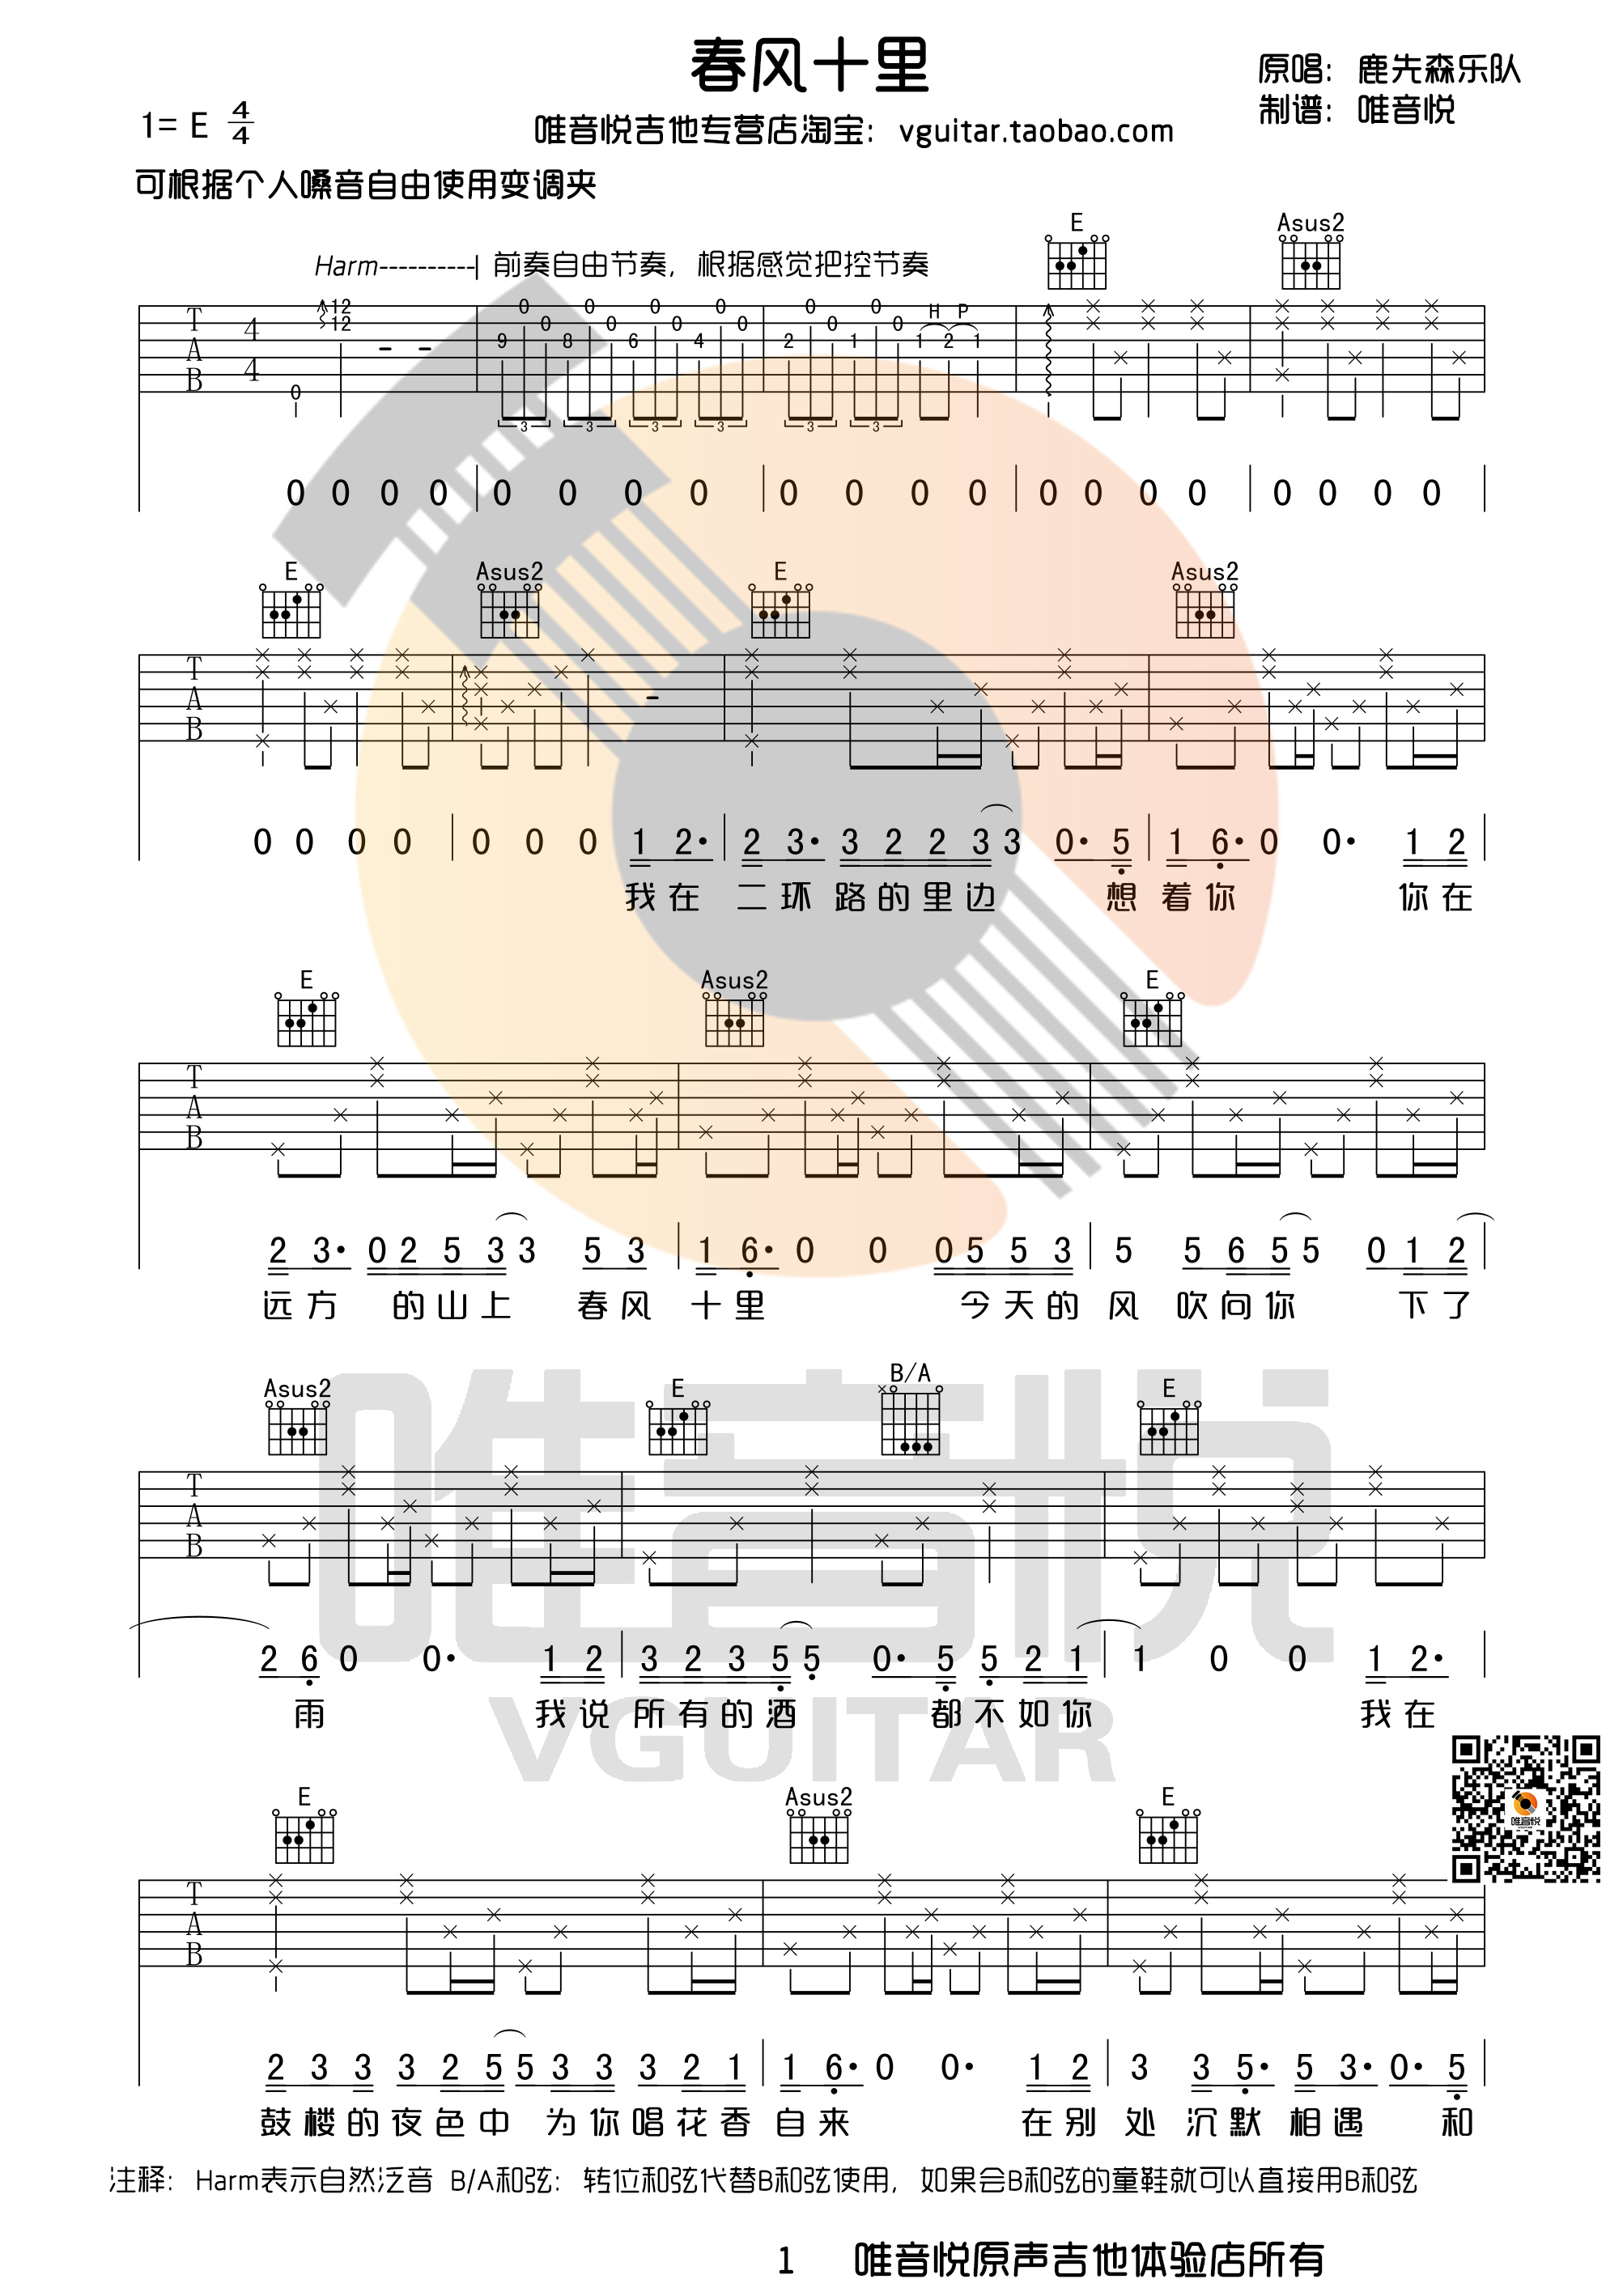 春风十里
原唱：鹿先森乐队
制谱：唯音悦
1= E 4/4
唯音悦吉他专营店淘宝：vguitar.taobao.com
可根据个人嗓音自由使用变调夹
E Asus2
Harm----------| 前奏自由节奏，根据感觉把控节奏
T A B 4/4 0 12 12 - - 9 0 0 8 0 0 6 0 0 4 0 0 2 0 0 1 0 0 1 H 2 P 1
3 3 3 3 3 3
0 0 0 0 | 0 0 0 0 | 0 0 0 0 | 0 0 0 0 | 0 0 0 0 |
E Asus2 E Asus2
T A B
0 0 0 0 | 0 0 0 1 2· | 2 3· 3 2 2 3 3 0· 5 | 1 6· 0 0· 1 2 |
我在 二环 路的里边 想 着你 你在
E Asus2 E
T A B
2 3· 0 2 5 3 3 5 3 | 1 6· 0 0 0 5 5 3 | 5 5 6 5 5 0 1 2 |
远方 的山上 春风 十里 今天的 风 吹向你 下了
Asus2 E B/A E
T A B
2 6 0 0· 1 2 | 3 2 3 5 5 0· 5 5 2 1 | 1 0 0 1 2· |
雨 我说 所有的酒 都不如你 我在
唯音悦
VGUITAR
E Asus2 E
唯音悦
T A B
2 3 3 3 2 5 5 3 3 3 2 1 | 1 6· 0 0· 1 2 | 3 3 5· 5 3· 0· 5 |
鼓楼的夜色中 为你唱花香 自来 在别 处 沉默 相遇 和
注释：Harm表示自然泛音 B/A和弦：转位和弦代替B和弦使用，如果会B和弦的童鞋就可以直接用B和弦
1 唯音悦原声吉他体验店所有